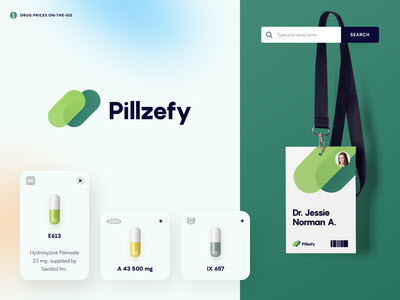 DRUG PRICES ON-THE-GO
Type your drug name
SEARCH
Pillzefy
Dr. Jessie
Norman A.
Pillzefy
E613
Hydroxyzine Pamoate
25 mg. supplied by
Sandoz Inc.
A 43 500 mg
IX 657